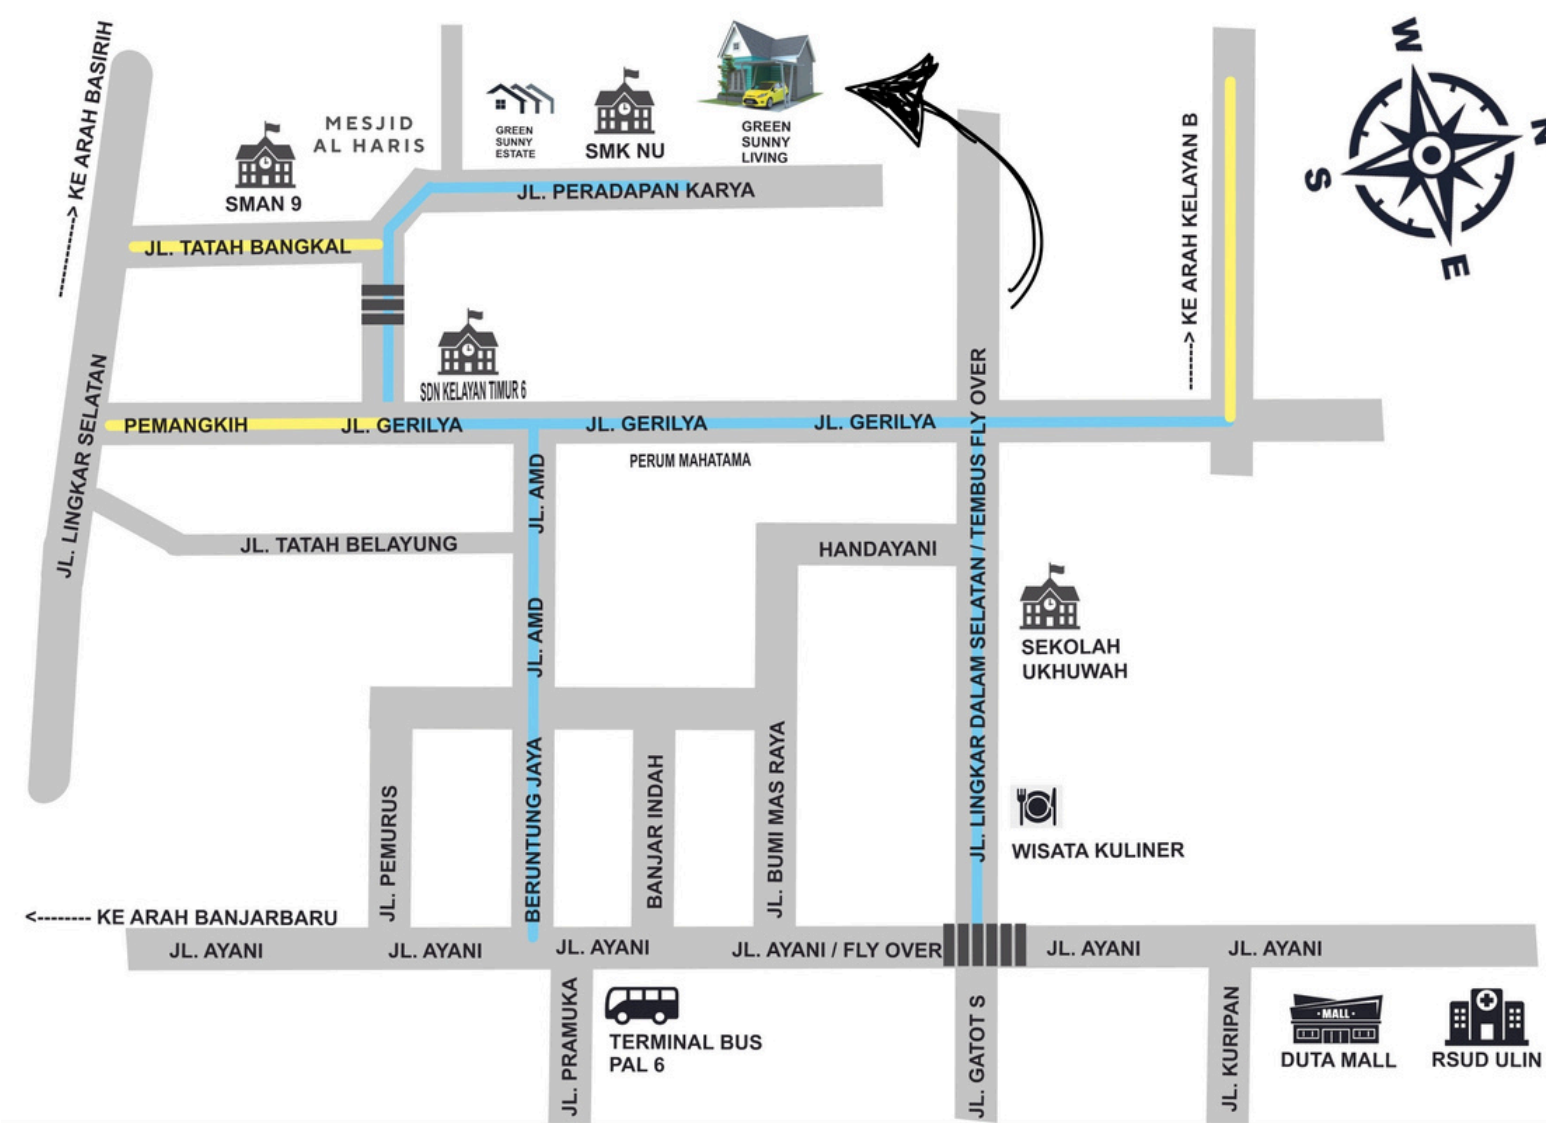 W
N
S
E
-------> KE ARAH BASIRIH
MESJID
AL HARIS
SMAN 9
GREEN
SUNNY
ESTATE
SMK NU
GREEN
SUNNY
LIVING
JL. PERADAPAN KARYA
JL. TATAH BANGKAL
------> KE ARAH KELAYAN B
SDN KELAYAN TIMUR 6
JL. LINGKAR SELATAN
PEMANGKIH
JL. GERILYA
JL. GERILYA
JL. GERILYA
PERUM MAHATAMA
JL. AMD
JL. TATAH BELAYUNG
HANDAYANI
JL. LINGKAR DALAM SELATAN / TEMBUS FLY OVER
JL. AMD
SEKOLAH
UKHUWAH
JL. PEMURUS
BERUNTUNG JAYA
BANJAR INDAH
JL. BUMI MAS RAYA
WISATA KULINER
<-------- KE ARAH BANJARBARU
JL. AYANI
JL. AYANI
JL. AYANI
JL. AYANI / FLY OVER
JL. AYANI
JL. AYANI
JL. PRAMUKA
TERMINAL BUS
PAL 6
JL. GATOT S
JL. KURIPAN
·MALL·
DUTA MALL
RSUD ULIN